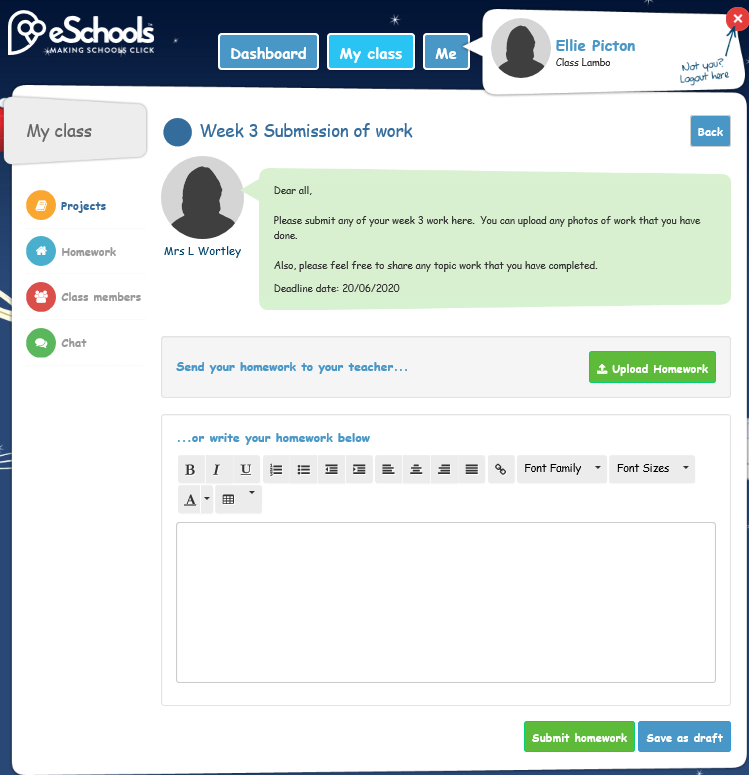 eSchools™
MAKING SCHOOLS CLICK
Dashboard
My class
Me
Ellie Picton
Class Lambo
Not you?
Logout here
My class
Week 3 Submission of work
Back
Projects
Homework
Class members
Chat
Mrs L Wortley
Dear all,
Please submit any of your week 3 work here. You can upload any photos of work that you have
done.
Also, please feel free to share any topic work that you have completed.
Deadline date: 20/06/2020
Send your homework to your teacher...
Upload Homework
...or write your homework below
B I U Font Family Font Sizes
A
Submit homework
Save as draft